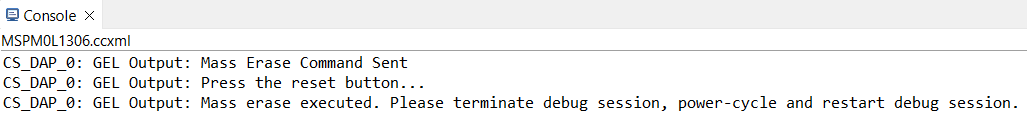 Console
MSPM0L1306.ccxml
CS_DAP_0: GEL Output: Mass Erase Command Sent
CS_DAP_0: GEL Output: Press the reset button...
CS_DAP_0: GEL Output: Mass erase executed. Please terminate debug session, power-cycle and restart debug session.